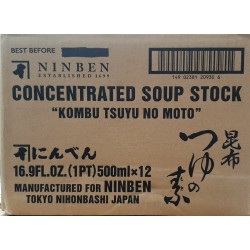 BEST BEFORE
NINBEN
ESTABLISHED 1699
CONCENTRATED SOUP STOCK
"KOMBU TSUYU NO MOTO"
にんべん
16.9FL.OZ.(1PT)500ml×12
MANUFACTURED FOR NINBEN
TOKYO NIHONBASHI JAPAN
昆布
つゆの素